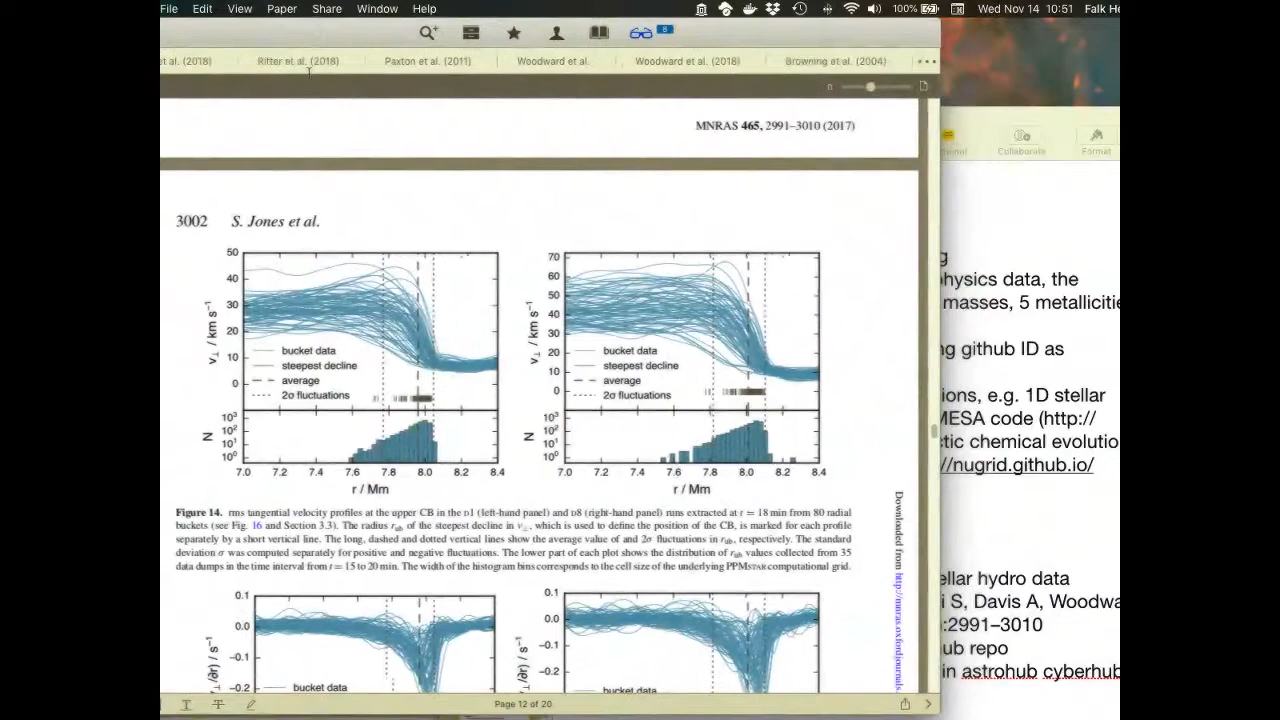 File Edit View Paper Share Window Help 100% Wed Nov 14 10:51 Falk He
8
et al. (2018) Ritter et al. (2018) Paxton et al. (2011) Woodward et al. Woodward et al. (2018) Browning et al. (2004)
MNRAS 465, 2991–3010 (2017)
Collaborate Format
3002 S. Jones et al.
50
40
30
20
10
0
v⊥ / km s⁻¹
bucket data
steepest decline
average
2σ fluctuations
10³
10²
10¹
10⁰
N
7.0 7.2 7.4 7.6 7.8 8.0 8.2 8.4
r / Mm
70
60
50
40
30
20
10
0
v⊥ / km s⁻¹
bucket data
steepest decline
average
2σ fluctuations
10³
10²
10¹
10⁰
N
7.0 7.2 7.4 7.6 7.8 8.0 8.2 8.4
r / Mm
Figure 14. rms tangential velocity profiles at the upper CB in the D1 (left-hand panel) and D8 (right-hand panel) runs extracted at t = 18 min from 80 radial
buckets (see Fig. 16 and Section 3.3). The radius rub of the steepest decline in v⊥, which is used to define the position of the CB, is marked for each profile
separately by a short vertical line. The long, dashed and dotted vertical lines show the average value of and 2σ fluctuations in rub, respectively. The standard
deviation σ was computed separately for positive and negative fluctuations. The lower part of each plot shows the distribution of rub values collected from 35
data dumps in the time interval from t = 15 to 20 min. The width of the histogram bins corresponds to the cell size of the underlying PPMSTAR computational grid.
Downloaded from http://mnras.oxfordjournals.
0.1
0.0
−0.1
−0.2
⊥/∂r) / s⁻¹
bucket data
0.1
0.0
−0.1
−0.2
⊥/∂r) / s⁻¹
bucket data
Page 12 of 20
g
hysics data, the
masses, 5 metallicitie
ng github ID as
ions, e.g. 1D stellar
MESA code (http://
ctic chemical evolutio
//nugrid.github.io/
ellar hydro data
i S, Davis A, Woodwa
:2991–3010
ub repo
in astrohub cyberhub